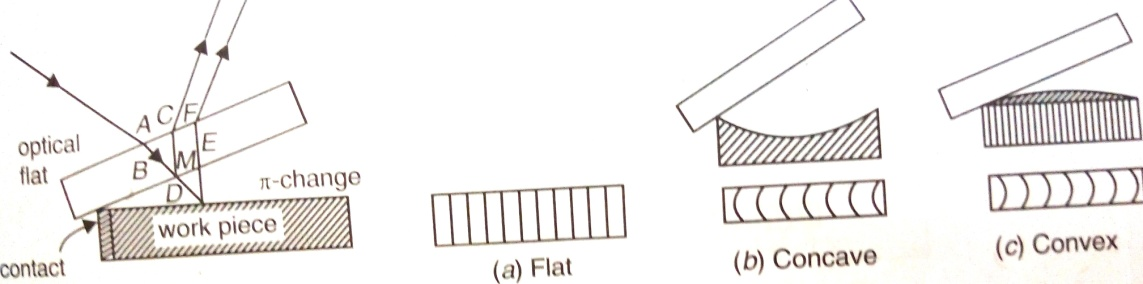 A C F
optical
flat
B M E
D π-change
work piece
contact
(a) Flat
(b) Concave
(c) Convex